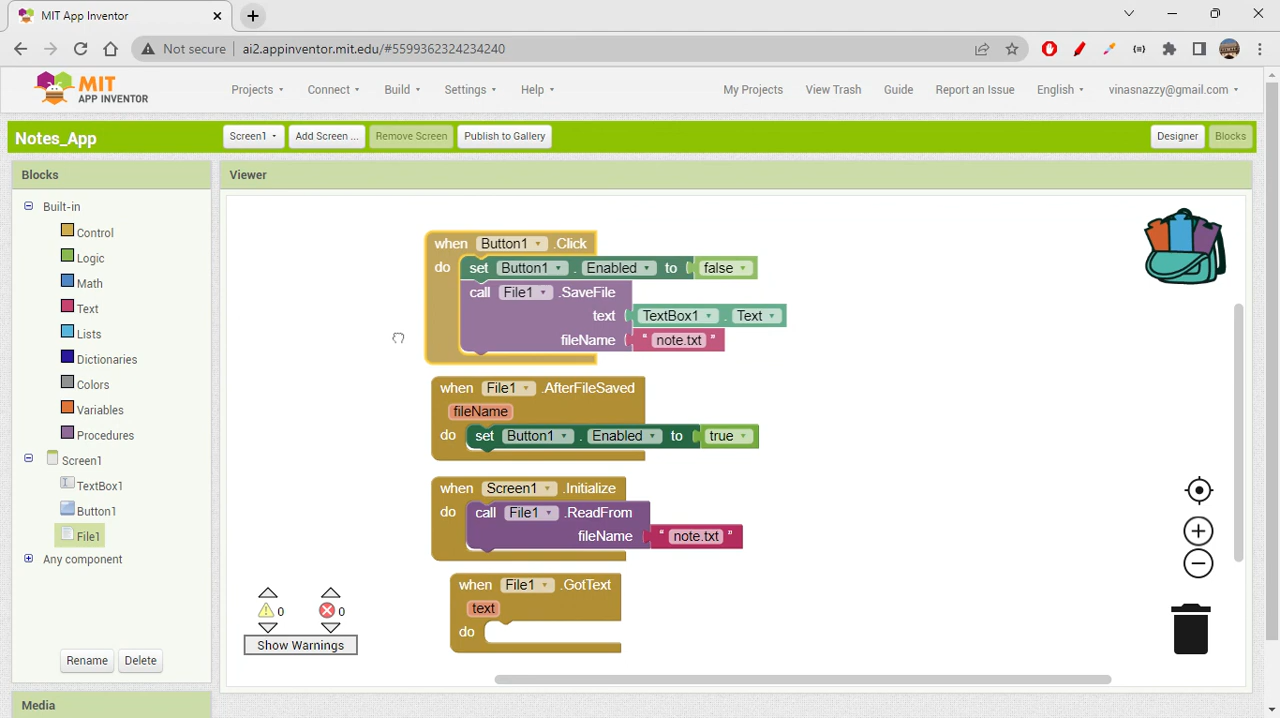 MIT App Inventor
Not secure
ai2.appinventor.mit.edu/#5599362324234240
MIT
APP INVENTOR
Projects
Connect
Build
Settings
Help
My Projects
View Trash
Guide
Report an Issue
English
vinasnazzy@gmail.com
Notes_App
Screen1
Add Screen ...
Remove Screen
Publish to Gallery
Designer
Blocks
Blocks
Viewer
Built-in
Control
Logic
Math
Text
Lists
Dictionaries
Colors
Variables
Procedures
Screen1
TextBox1
Button1
File1
Any component
Rename
Delete
Media
when Button1 .Click
do set Button1 . Enabled to false
call File1 .SaveFile
text TextBox1 . Text
fileName " note.txt "
when File1 .AfterFileSaved
fileName
do set Button1 . Enabled to true
when Screen1 .Initialize
do call File1 .ReadFrom
fileName " note.txt "
when File1 .GotText
text
do
0
0
Show Warnings